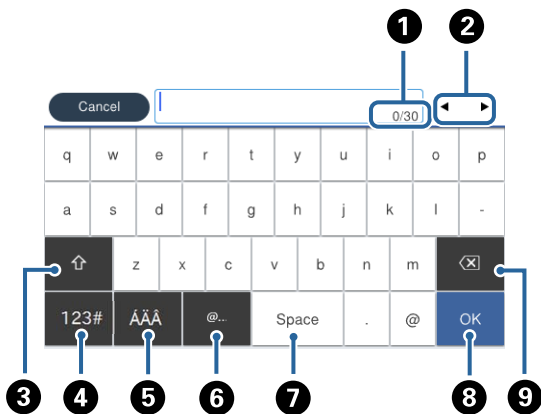 1 2
Cancel 0/30 ◀ ▶
q w e r t y u i o p
a s d f g h j k l -
z x c v b n m
123# ÁÄÂ @... Space . @ OK
3 4 5 6 7 8 9